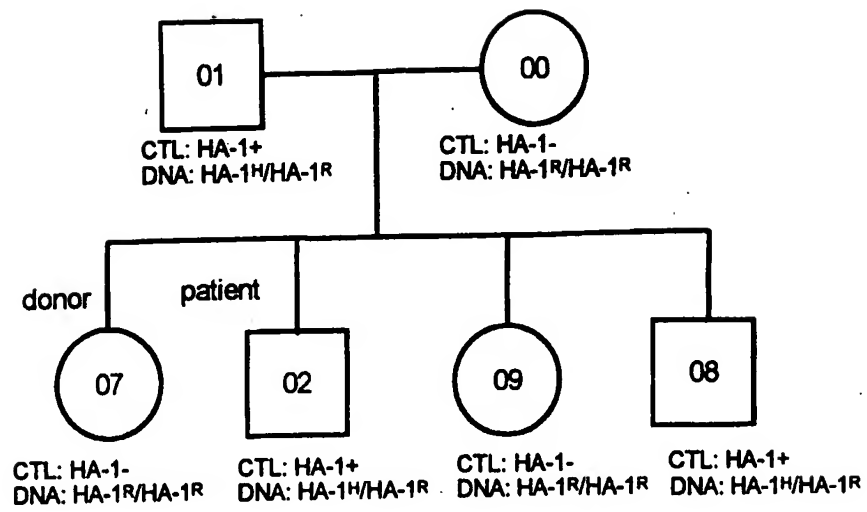 01
00
CTL: HA-1+
DNA: HA-1ᴴ/HA-1ᴿ
CTL: HA-1-
DNA: HA-1ᴿ/HA-1ᴿ
donor
patient
07
02
09
08
CTL: HA-1-
DNA: HA-1ᴿ/HA-1ᴿ
CTL: HA-1+
DNA: HA-1ᴴ/HA-1ᴿ
CTL: HA-1-
DNA: HA-1ᴿ/HA-1ᴿ
CTL: HA-1+
DNA: HA-1ᴴ/HA-1ᴿ